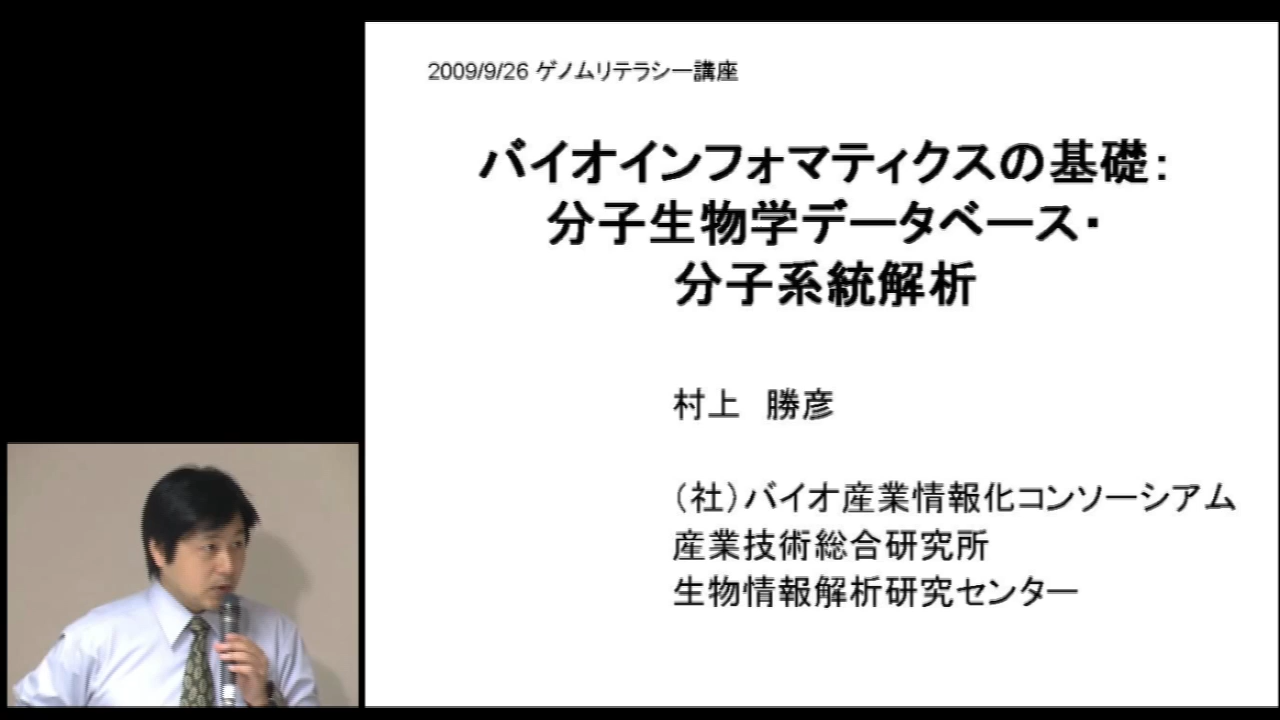 2009/9/26 ゲノムリテラシー講座
バイオインフォマティクスの基礎：
分子生物学データベース・
分子系統解析
村上　勝彦
（社）バイオ産業情報化コンソーシアム
産業技術総合研究所
生物情報解析研究センター